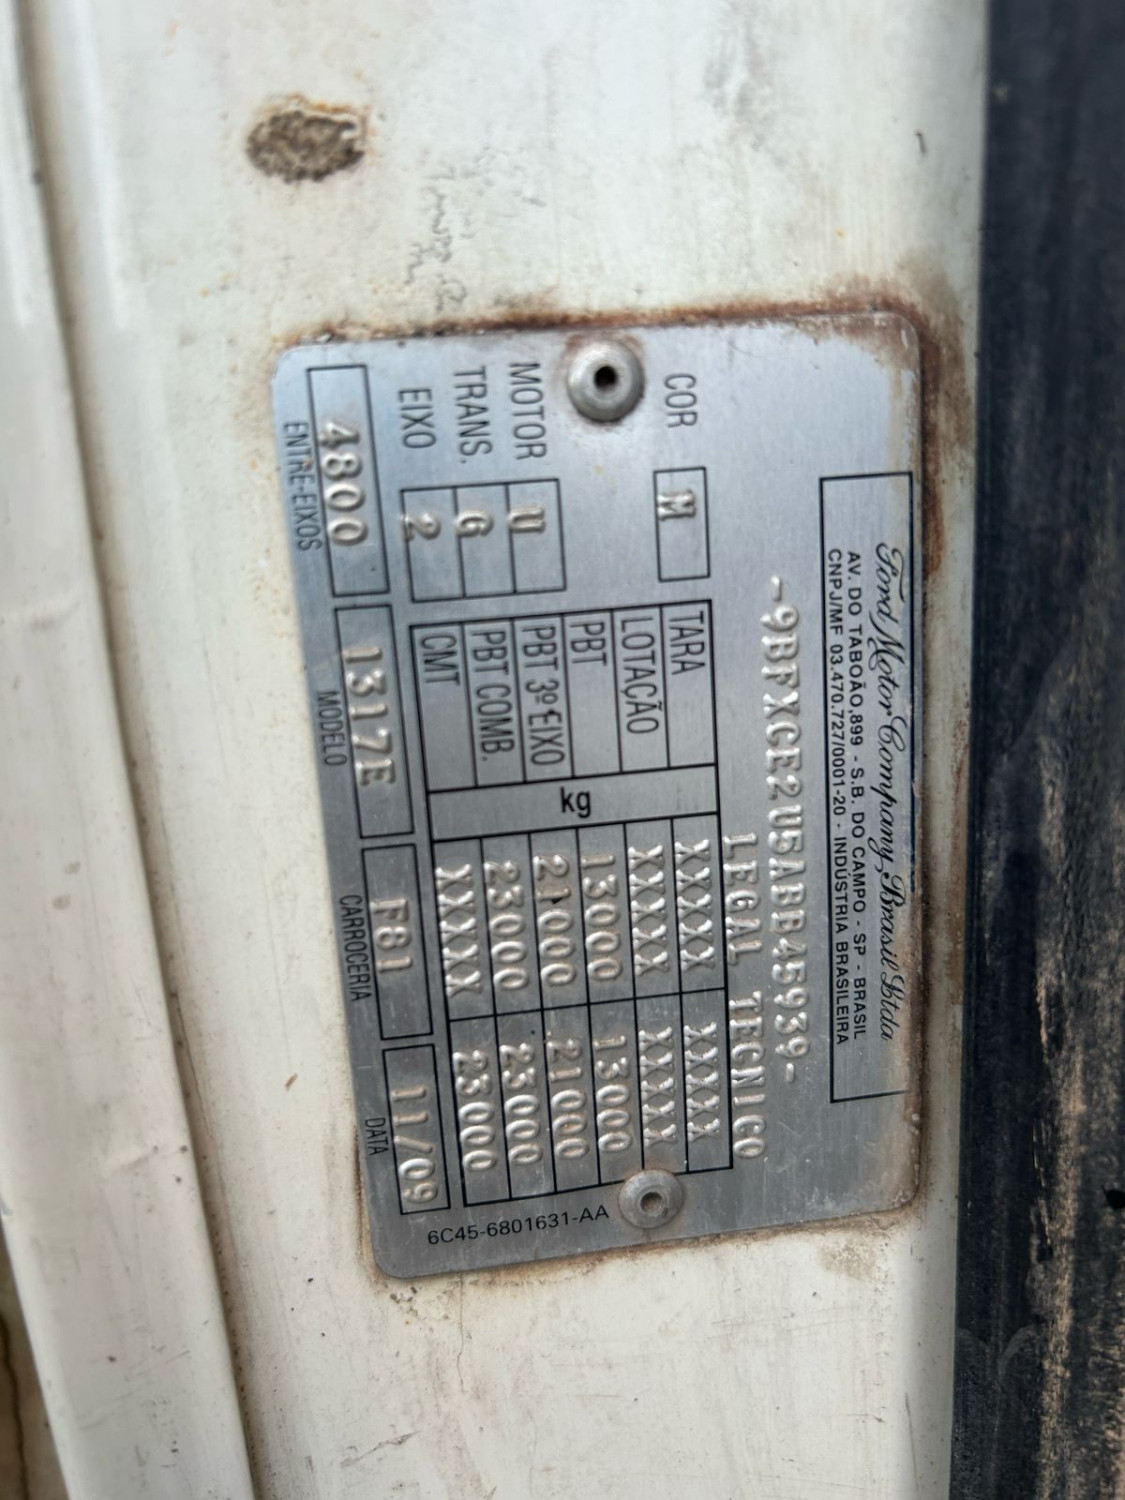 Ford Motor Company Brasil Ltda
AV. DO TABOÃO,899 - S.B. DO CAMPO - SP - BRASIL
CNPJ/MF 03.470.727/0001-20 - INDÚSTRIA BRASILEIRA
-9BFXCE2U5ABB45939-
LEGAL TECNICO
COR M TARA XXXXX XXXXX
LOTAÇÃO XXXXX XXXXX
PBT kg 13000 13000
MOTOR U PBT 3º EIXO 21000 21000
TRANS. 6 PBT COMB. 23000 23000
EIXO 2 CMT XXXXX 23000
4800 1317E F81 11/09
ENTRE-EIXOS MODELO CARROCERIA DATA
6C45-6801631-AA